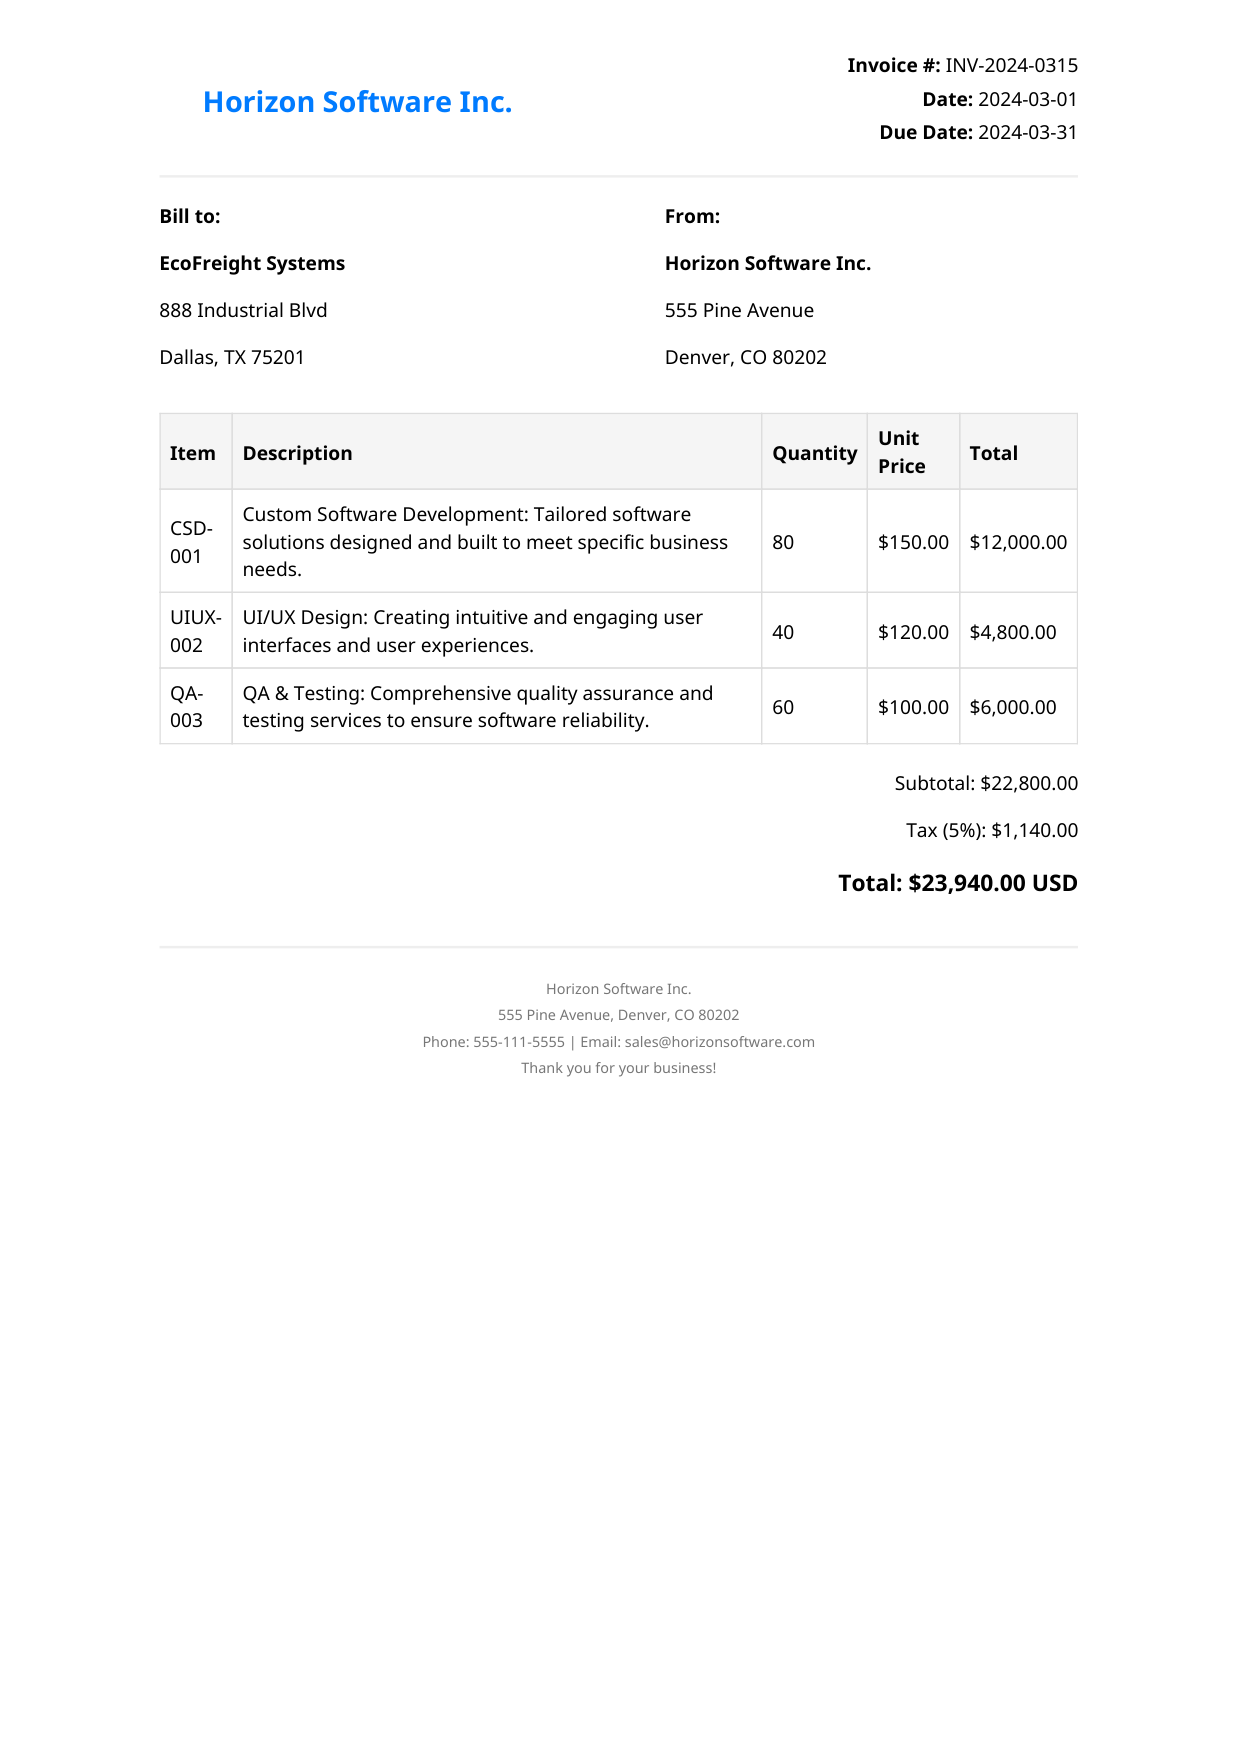 Horizon Software Inc.
Invoice #: INV-2024-0315
Date: 2024-03-01
Due Date: 2024-03-31
Bill to:
EcoFreight Systems
888 Industrial Blvd
Dallas, TX 75201
From:
Horizon Software Inc.
555 Pine Avenue
Denver, CO 80202
Item Description Quantity Unit Price Total
CSD-001 Custom Software Development: Tailored software
solutions designed and built to meet specific business
needs. 80 $150.00 $12,000.00
UIUX-002 UI/UX Design: Creating intuitive and engaging user
interfaces and user experiences. 40 $120.00 $4,800.00
QA-003 QA & Testing: Comprehensive quality assurance and
testing services to ensure software reliability. 60 $100.00 $6,000.00
Subtotal: $22,800.00
Tax (5%): $1,140.00
Total: $23,940.00 USD
Horizon Software Inc.
555 Pine Avenue, Denver, CO 80202
Phone: 555-111-5555 | Email: sales@horizonsoftware.com
Thank you for your business!